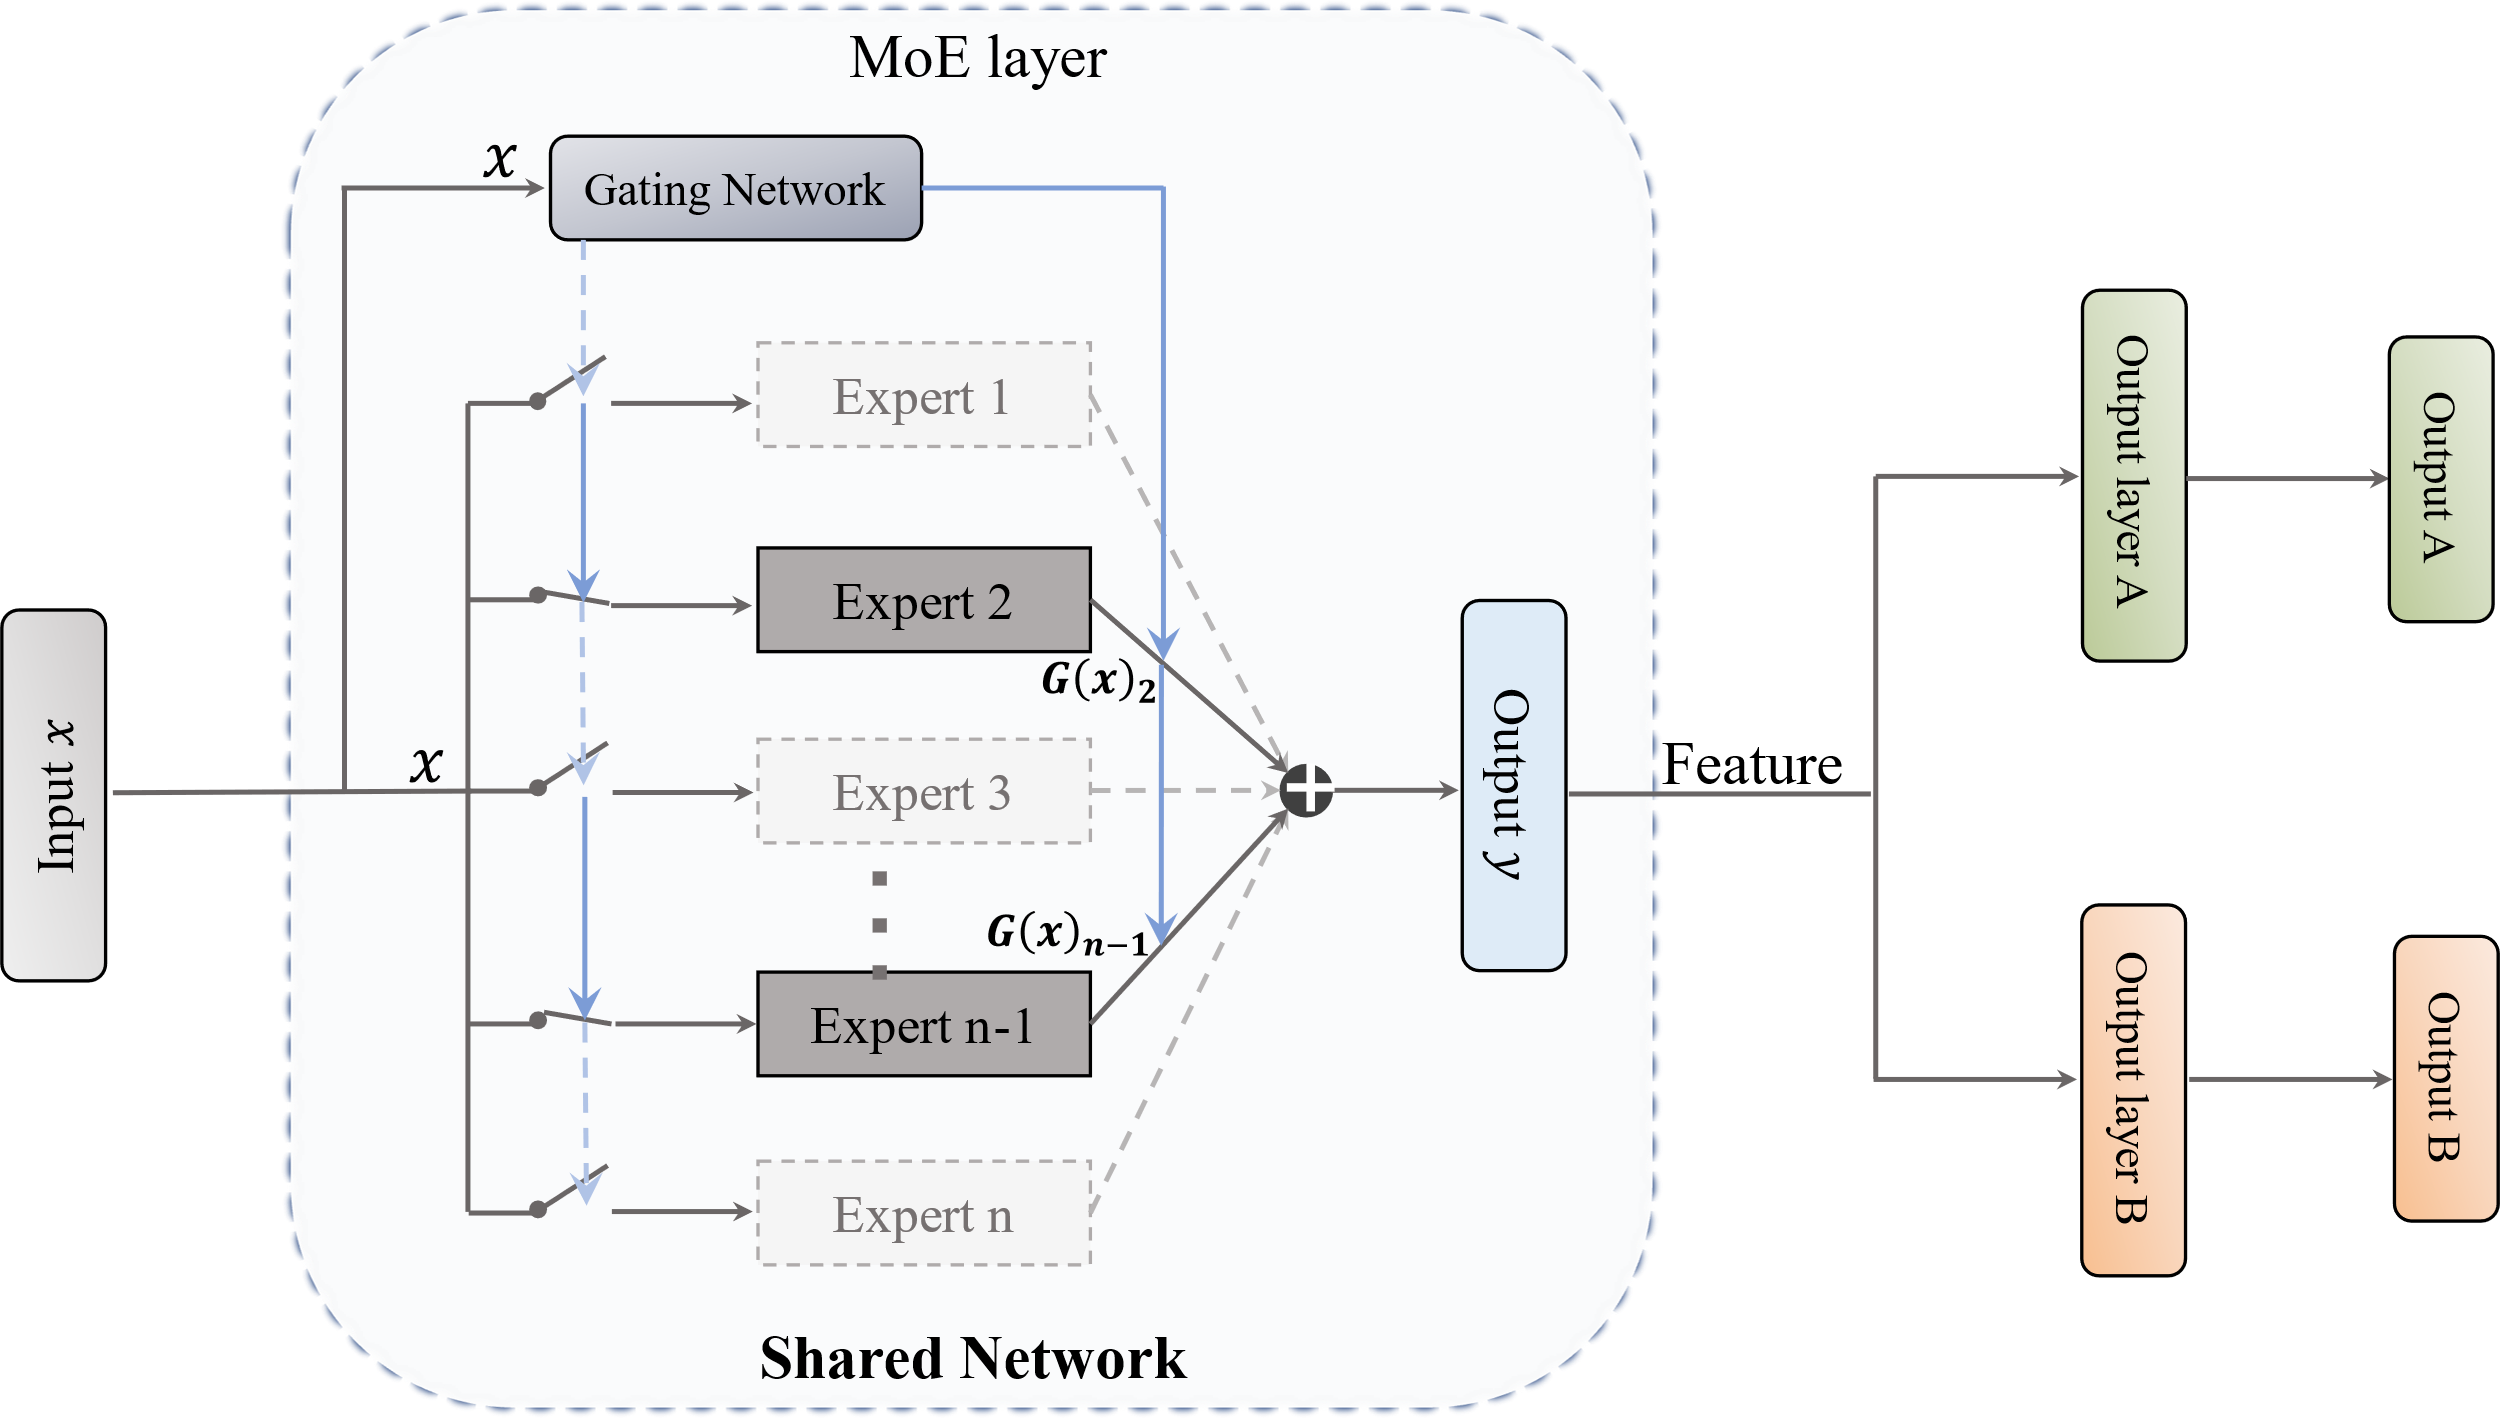 MoE layer
x
Gating Network
Expert 1
Expert 2
G(x)2
Input x
x
Expert 3
G(x)n−1
Expert n-1
Expert n
Output y
Feature
Output layer A
Output A
Output layer B
Output B
Shared Network